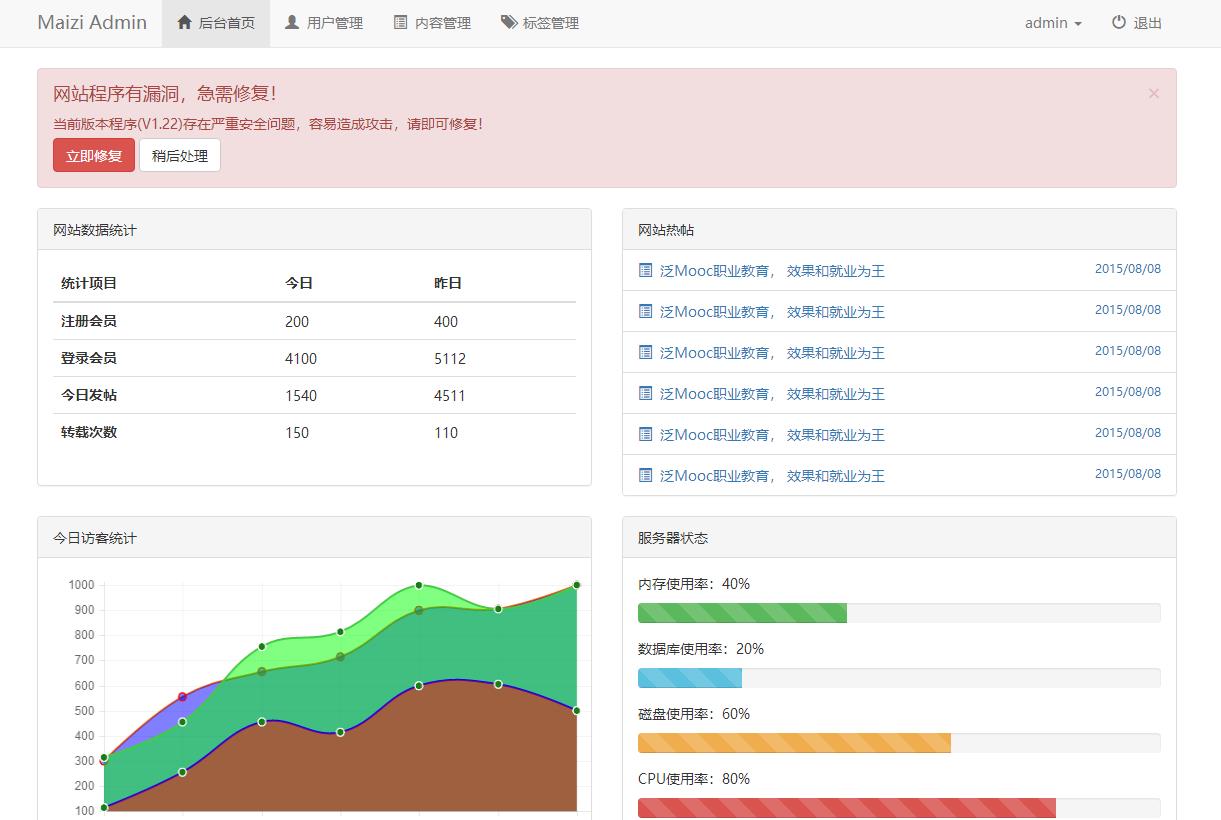 Maizi Admin 后台首页 用户管理 内容管理 标签管理 admin 退出
网站程序有漏洞，急需修复！ ×
当前版本程序(V1.22)存在严重安全问题，容易造成攻击，请即可修复！
立即修复 稍后处理
网站数据统计
统计项目 今日 昨日
注册会员 200 400
登录会员 4100 5112
今日发帖 1540 4511
转载次数 150 110
网站热帖
泛Mooc职业教育， 效果和就业为王 2015/08/08
泛Mooc职业教育， 效果和就业为王 2015/08/08
泛Mooc职业教育， 效果和就业为王 2015/08/08
泛Mooc职业教育， 效果和就业为王 2015/08/08
泛Mooc职业教育， 效果和就业为王 2015/08/08
泛Mooc职业教育， 效果和就业为王 2015/08/08
今日访客统计
1000
900
800
700
600
500
400
300
200
100
服务器状态
内存使用率：40%
数据库使用率：20%
磁盘使用率：60%
CPU使用率：80%